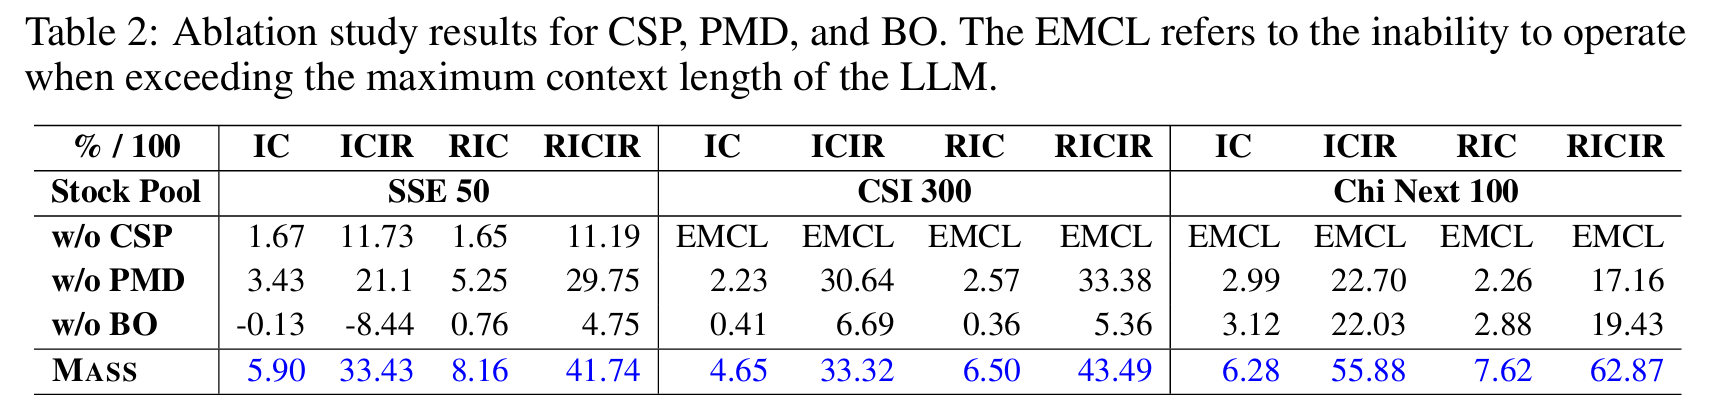 Table 2: Ablation study results for CSP, PMD, and BO. The EMCL refers to the inability to operate
when exceeding the maximum context length of the LLM.
% / 100 IC ICIR RIC RICIR IC ICIR RIC RICIR IC ICIR RIC RICIR
Stock Pool SSE 50 CSI 300 Chi Next 100
w/o CSP 1.67 11.73 1.65 11.19 EMCL EMCL EMCL EMCL EMCL EMCL EMCL EMCL
w/o PMD 3.43 21.1 5.25 29.75 2.23 30.64 2.57 33.38 2.99 22.70 2.26 17.16
w/o BO -0.13 -8.44 0.76 4.75 0.41 6.69 0.36 5.36 3.12 22.03 2.88 19.43
MASS 5.90 33.43 8.16 41.74 4.65 33.32 6.50 43.49 6.28 55.88 7.62 62.87